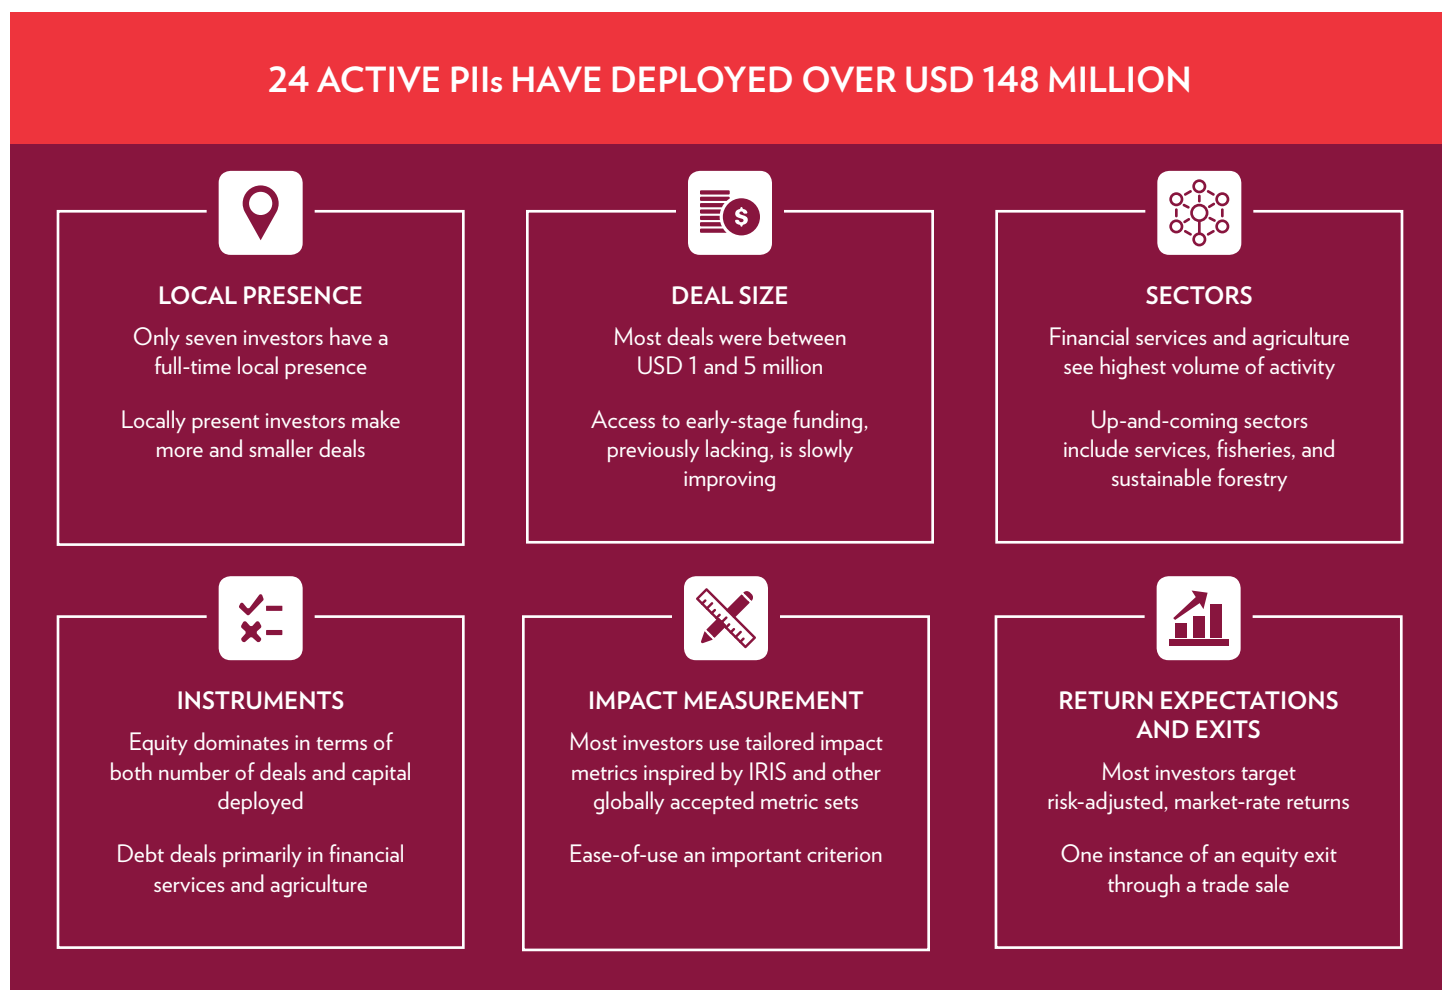 24 ACTIVE PIIs HAVE DEPLOYED OVER USD 148 MILLION
LOCAL PRESENCE
Only seven investors have a
full-time local presence
Locally present investors make
more and smaller deals
$
DEAL SIZE
Most deals were between
USD 1 and 5 million
Access to early-stage funding,
previously lacking, is slowly
improving
SECTORS
Financial services and agriculture
see highest volume of activity
Up-and-coming sectors
include services, fisheries, and
sustainable forestry
INSTRUMENTS
Equity dominates in terms of
both number of deals and capital
deployed
Debt deals primarily in financial
services and agriculture
IMPACT MEASUREMENT
Most investors use tailored impact
metrics inspired by IRIS and other
globally accepted metric sets
Ease-of-use an important criterion
RETURN EXPECTATIONS
AND EXITS
Most investors target
risk-adjusted, market-rate returns
One instance of an equity exit
through a trade sale